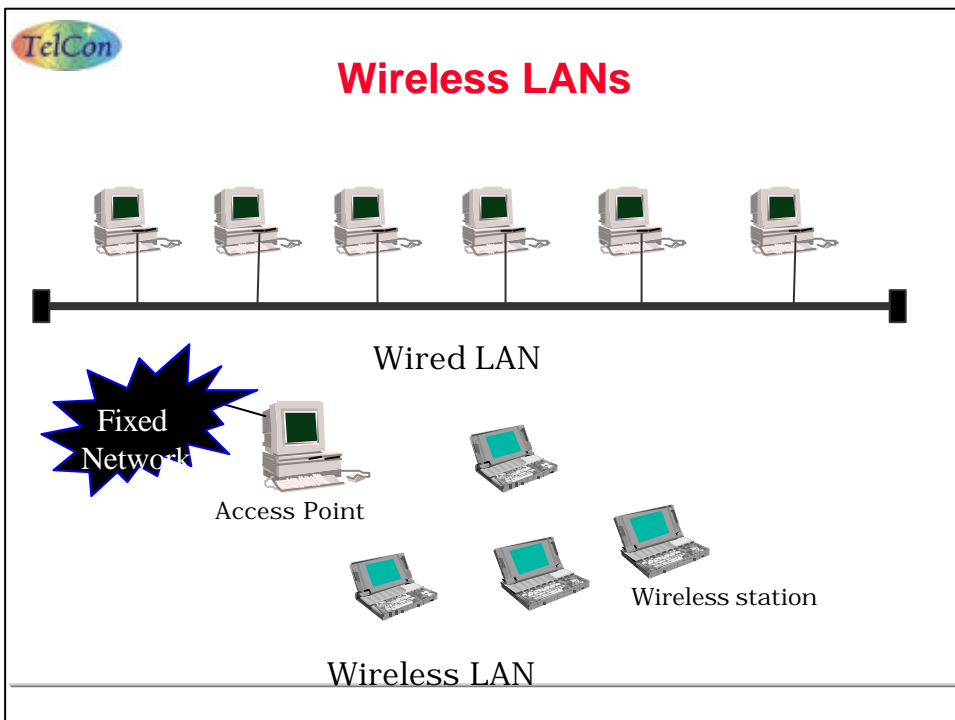 TelCon
Wireless LANs
Wired LAN
Fixed
Network
Access Point
Wireless station
Wireless LAN